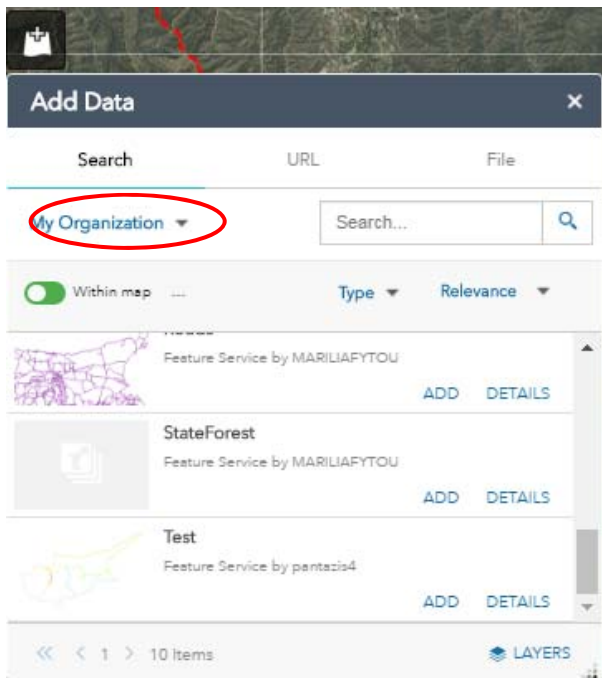 Add Data ×
Search URL File
My Organization Search...
Within map ... Type Relevance
Feature Service by MARILIAFYTOU
ADD DETAILS
StateForest
Feature Service by MARILIAFYTOU
ADD DETAILS
Test
Feature Service by pantazis4
ADD DETAILS
« < 1 > 10 Items LAYERS